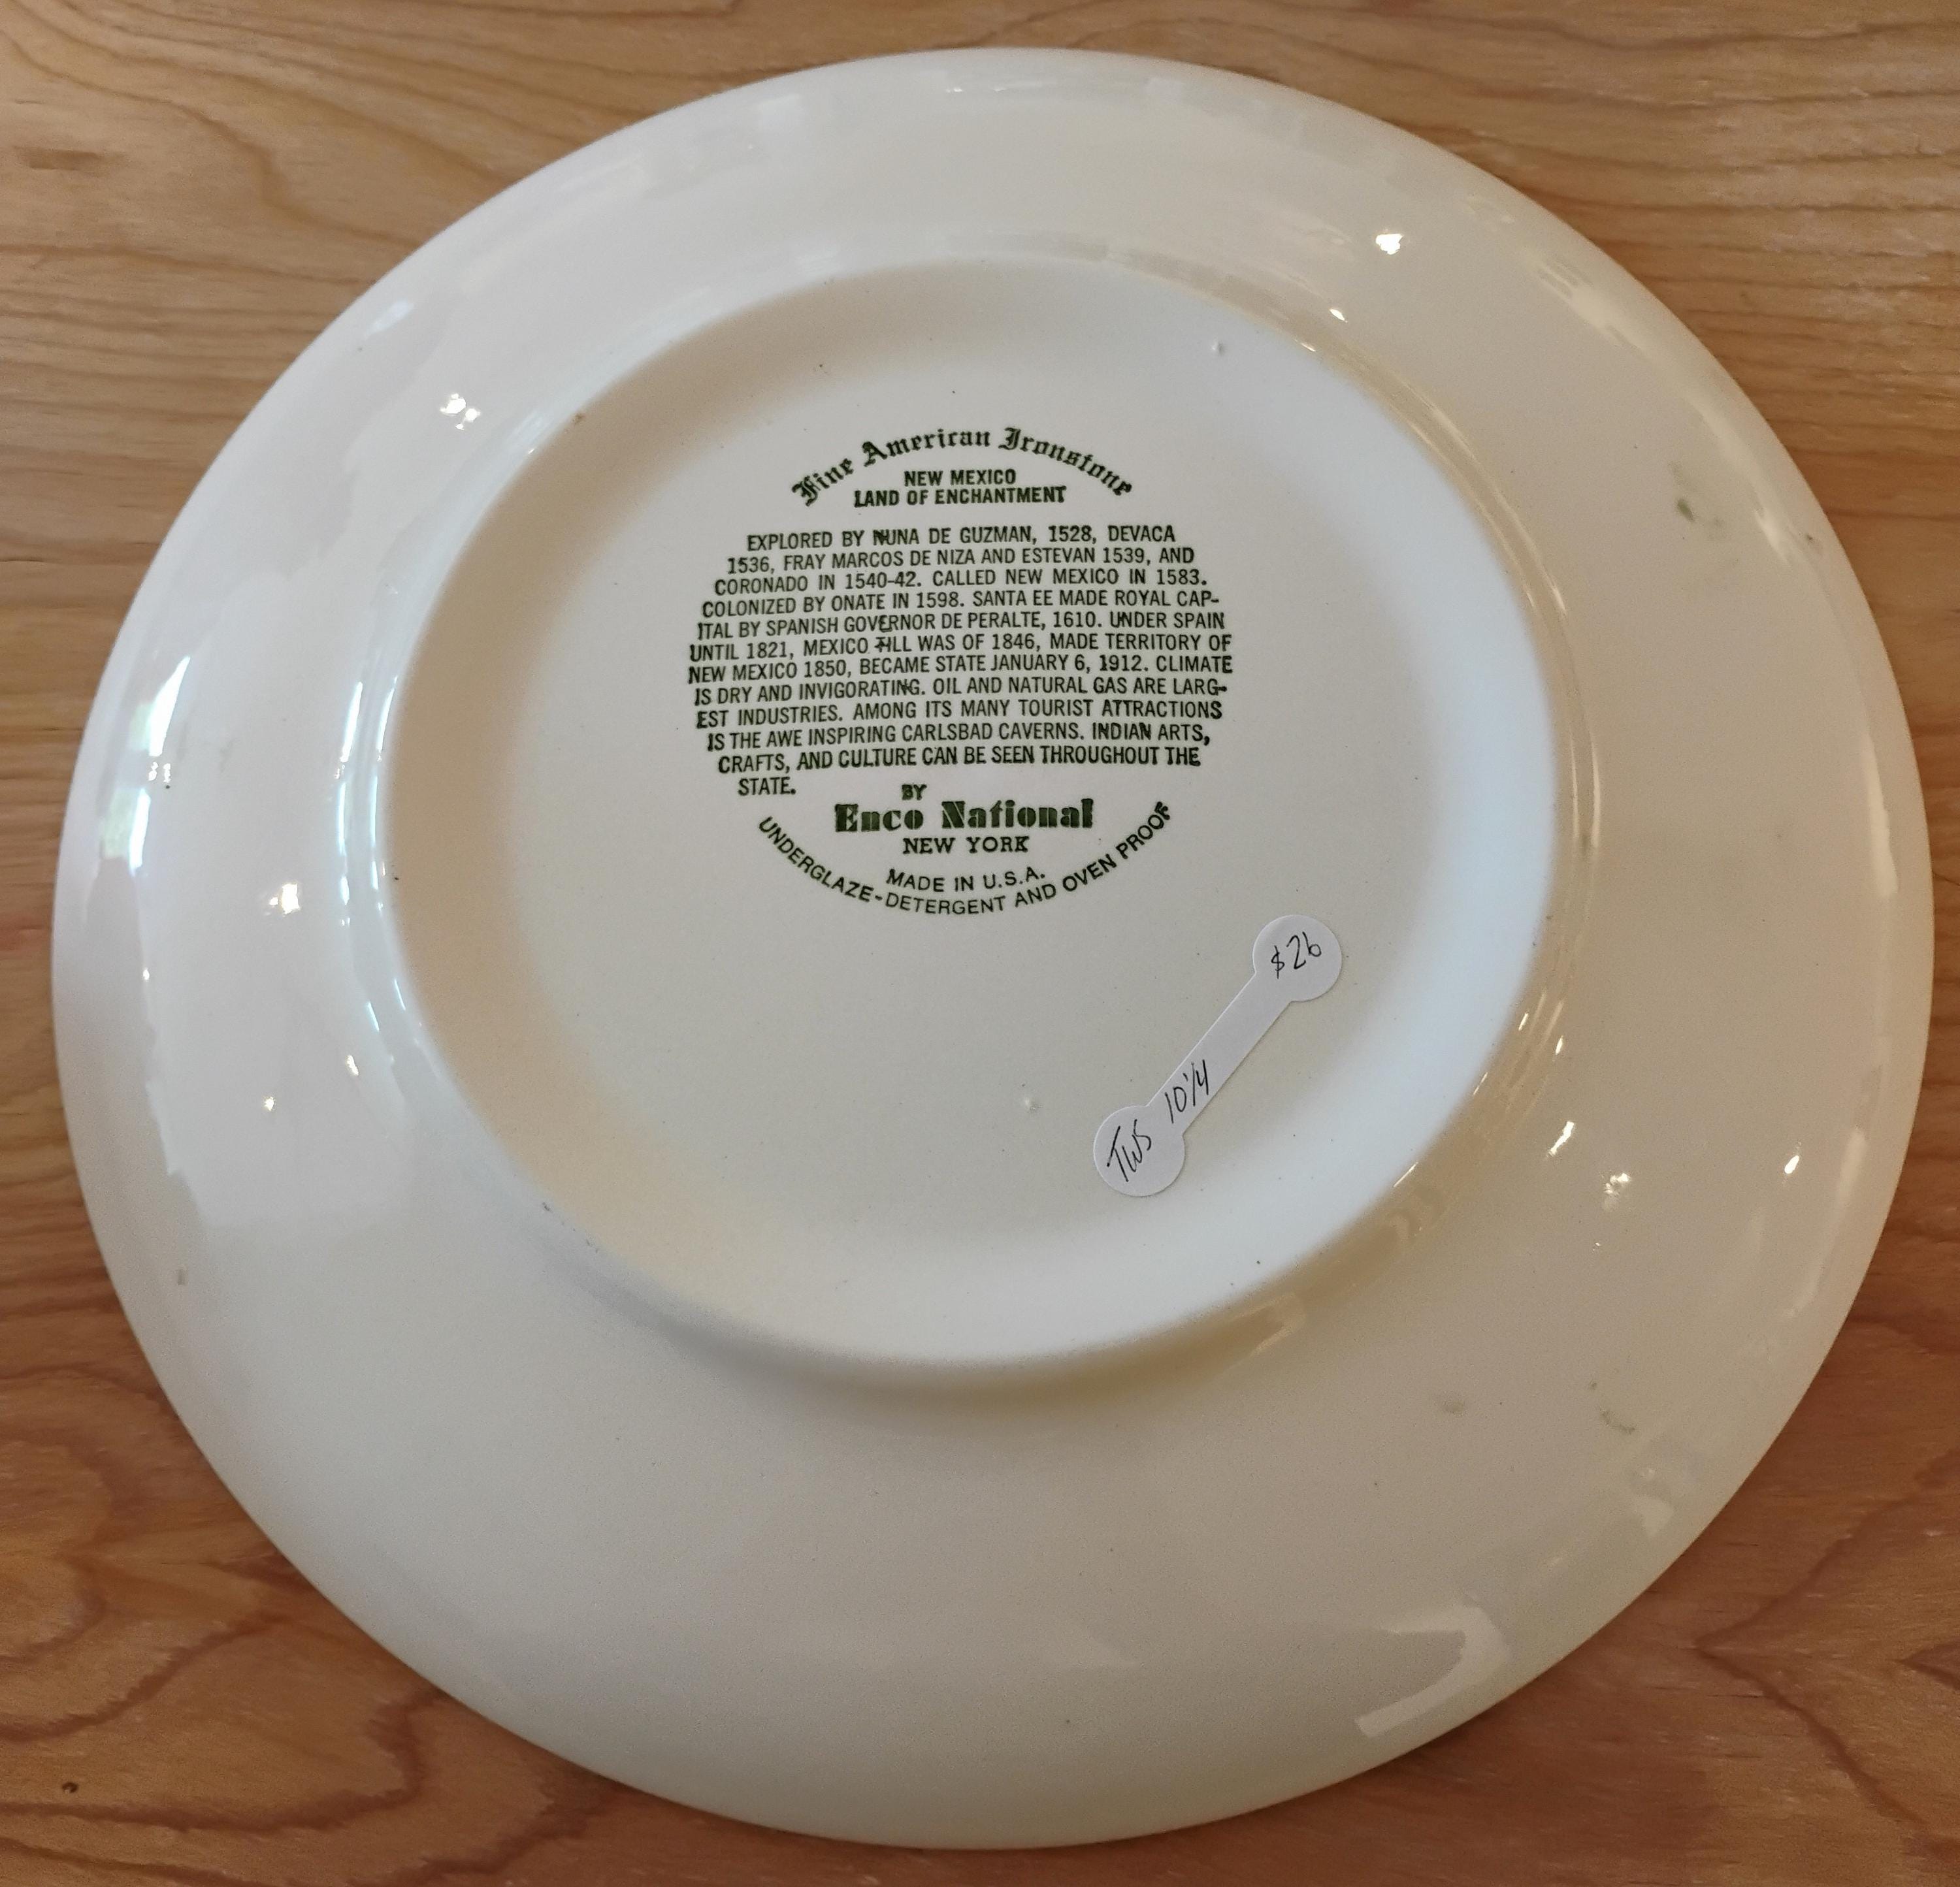 Fine American Ironstone
NEW MEXICO
LAND OF ENCHANTMENT
EXPLORED BY NUNA DE GUZMAN, 1528, DEVACA
1536, FRAY MARCOS DE NIZA AND ESTEVAN 1539, AND
CORONADO IN 1540-42. CALLED NEW MEXICO IN 1583.
COLONIZED BY ONATE IN 1598. SANTA EE MADE ROYAL CAP-
ITAL BY SPANISH GOVERNOR DE PERALTE, 1610. UNDER SPAIN
UNTIL 1821, MEXICO TILL WAS OF 1846, MADE TERRITORY OF
NEW MEXICO 1850, BECAME STATE JANUARY 6, 1912. CLIMATE
IS DRY AND INVIGORATING. OIL AND NATURAL GAS ARE LARG-
EST INDUSTRIES. AMONG ITS MANY TOURIST ATTRACTIONS
IS THE AWE INSPIRING CARLSBAD CAVERNS. INDIAN ARTS,
CRAFTS, AND CULTURE CAN BE SEEN THROUGHOUT THE
STATE.
BY
Enco National
NEW YORK
MADE IN U.S.A.
UNDERGLAZE-DETERGENT AND OVEN PROOF
$26
TWS 10 1/4